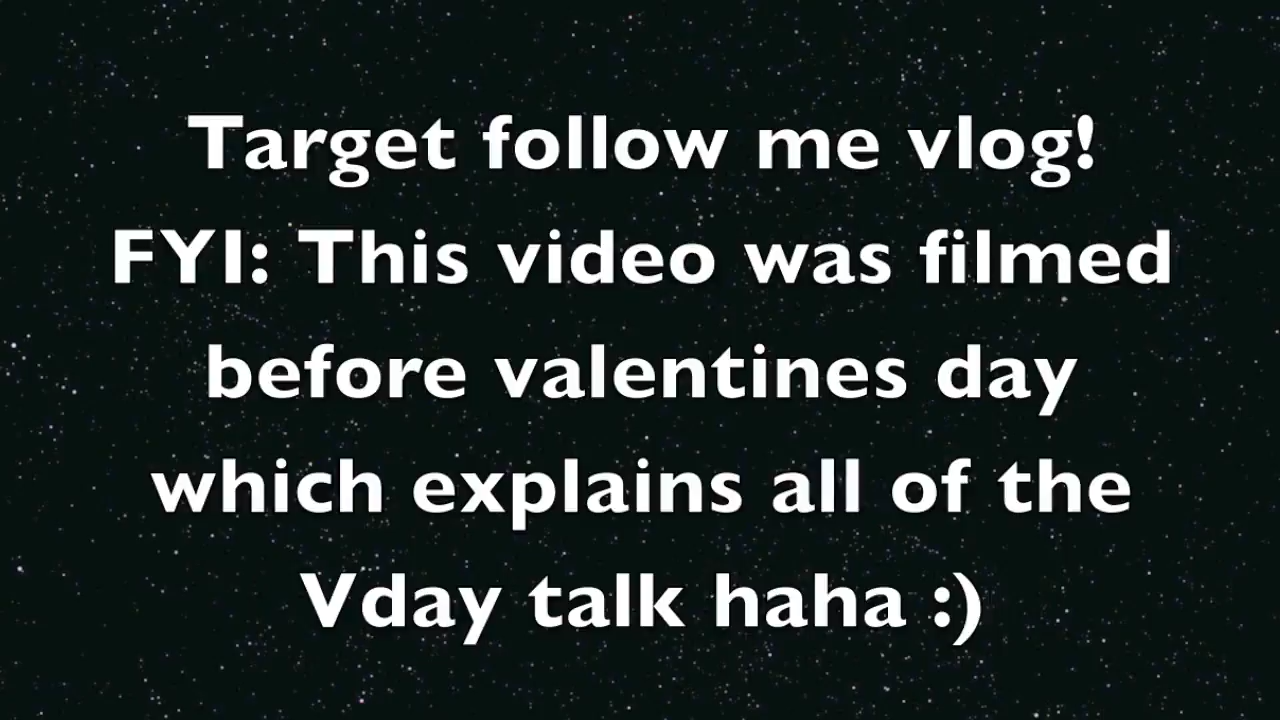 Target follow me vlog!
FYI: This video was filmed
before valentines day
which explains all of the
Vday talk haha :)